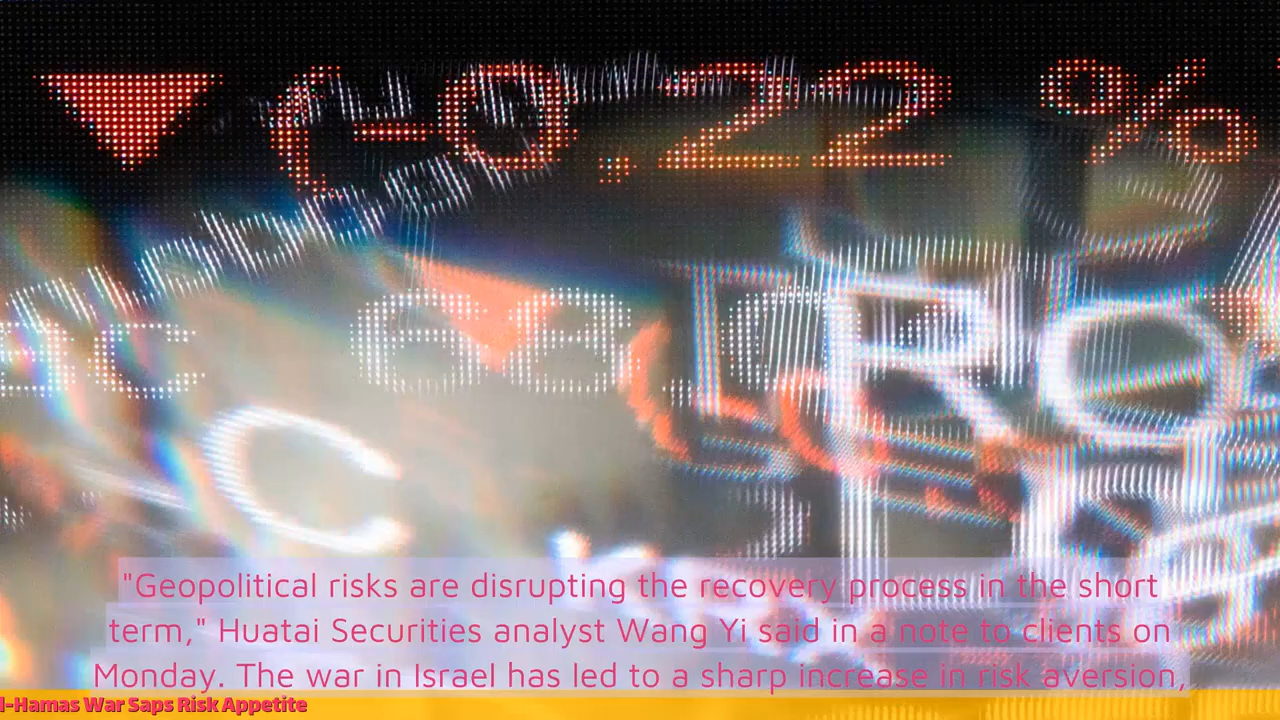 (-0,22 %
68
C
RO
"Geopolitical risks are disrupting the recovery process in the short
term," Huatai Securities analyst Wang Yi said in a note to clients on
Monday. The war in Israel has led to a sharp increase in risk aversion,
l-Hamas War Saps Risk Appetite